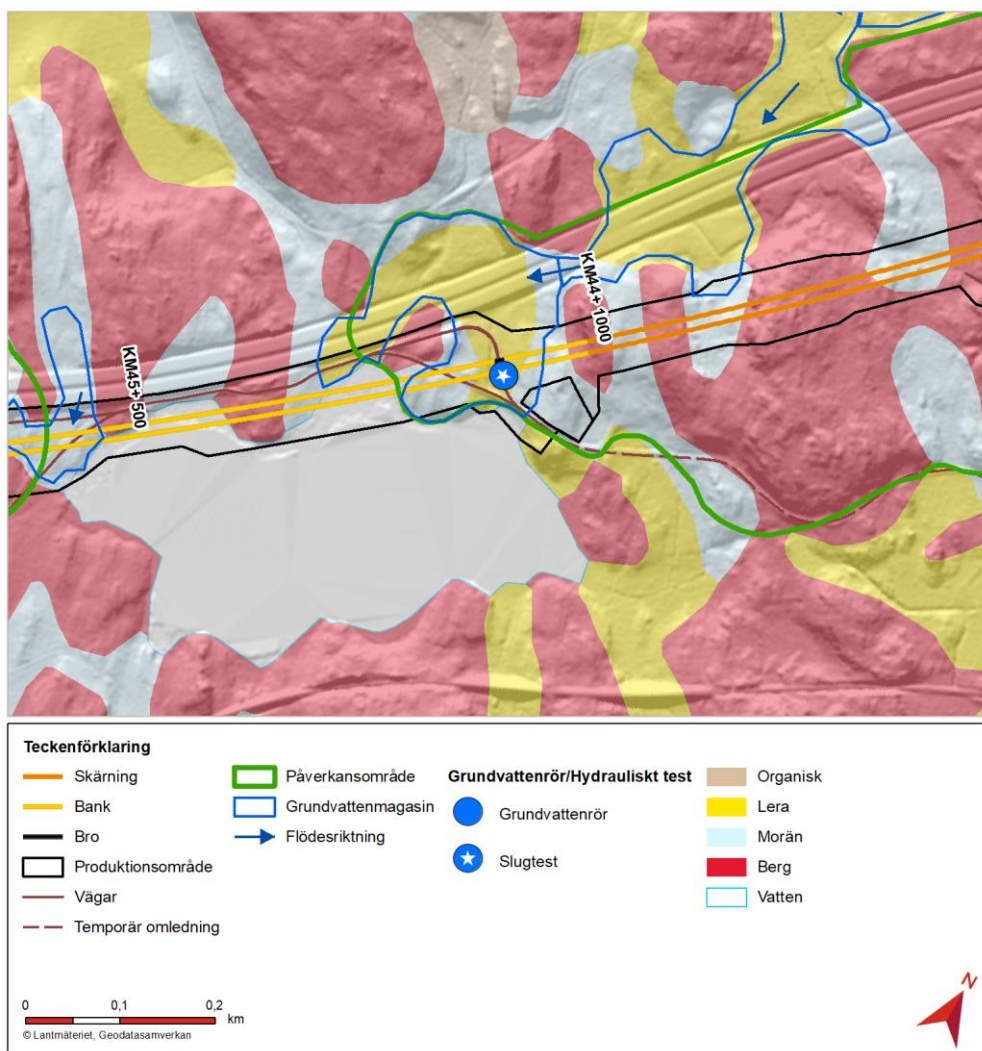 KM44+ 1000
KM45+ 500
Teckenförklaring
Skärning
Bank
Bro
Produktionsområde
Vägar
Temporär omledning
Påverkansområde
Grundvattenmagasin
Flödesriktning
Grundvattenrör/Hydrauliskt test
Grundvattenrör
Slugtest
Organisk
Lera
Morän
Berg
Vatten
0 0,1 0,2
km
© Lantmäteriet, Geodatasamverkan
N